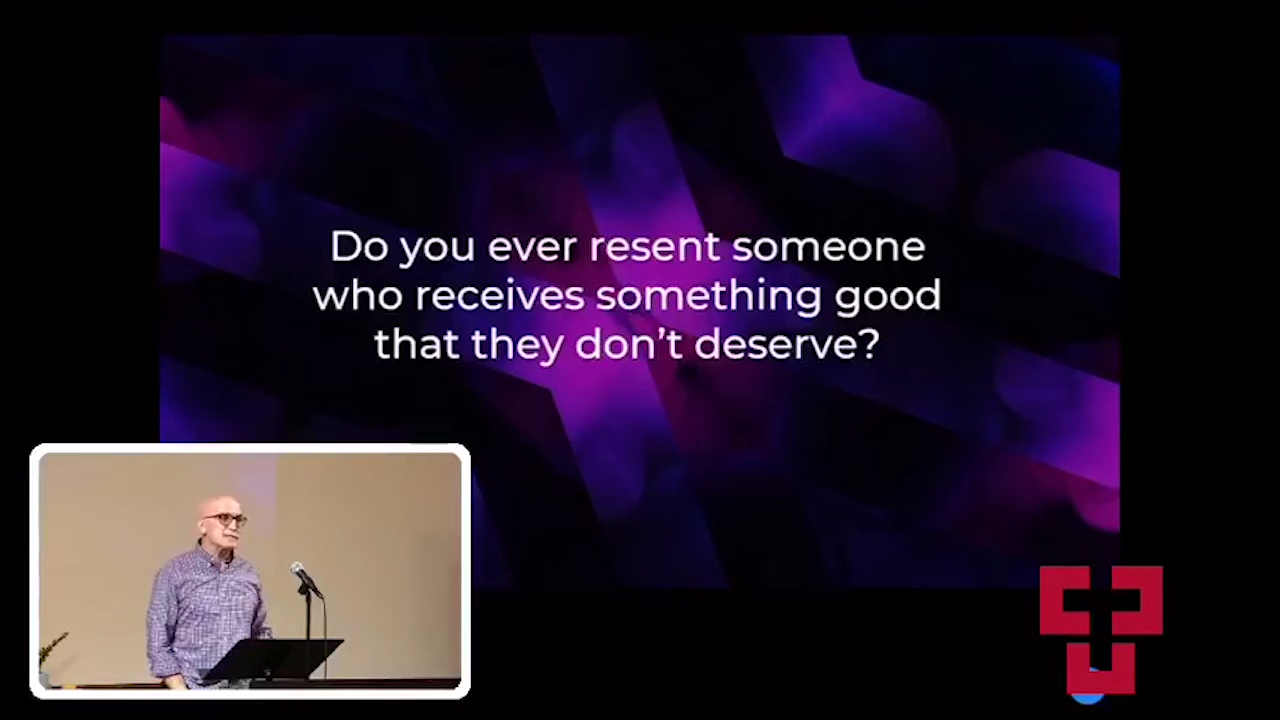 Do you ever resent someone
who receives something good
that they don't deserve?